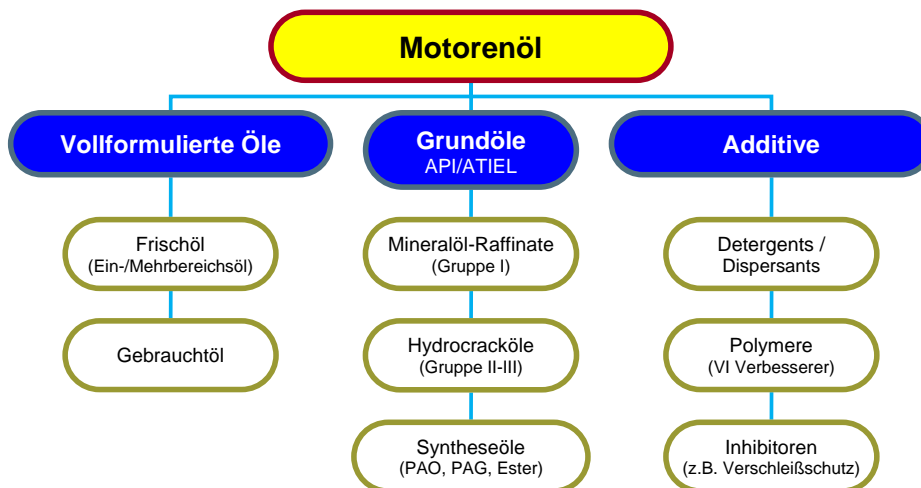 Motorenöl
Vollformulierte Öle
Grundöle
API/ATIEL
Additive
Frischöl
(Ein-/Mehrbereichsöl)
Mineralöl-Raffinate
(Gruppe I)
Detergents /
Dispersants
Gebrauchtöl
Hydrocracköle
(Gruppe II-III)
Polymere
(VI Verbesserer)
Syntheseöle
(PAO, PAG, Ester)
Inhibitoren
(z.B. Verschleißschutz)